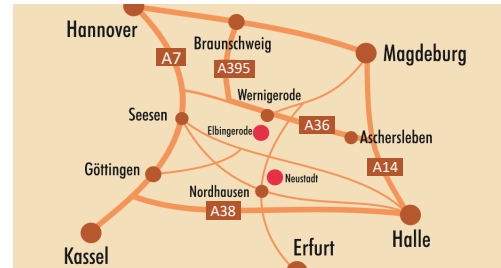 Hannover
Braunschweig
Magdeburg
A7
A395
Wernigerode
Seesen
Elbingerode
A36
Aschersleben
Göttingen
A14
Neustadt
Nordhausen
A38
Halle
Kassel
Erfurt